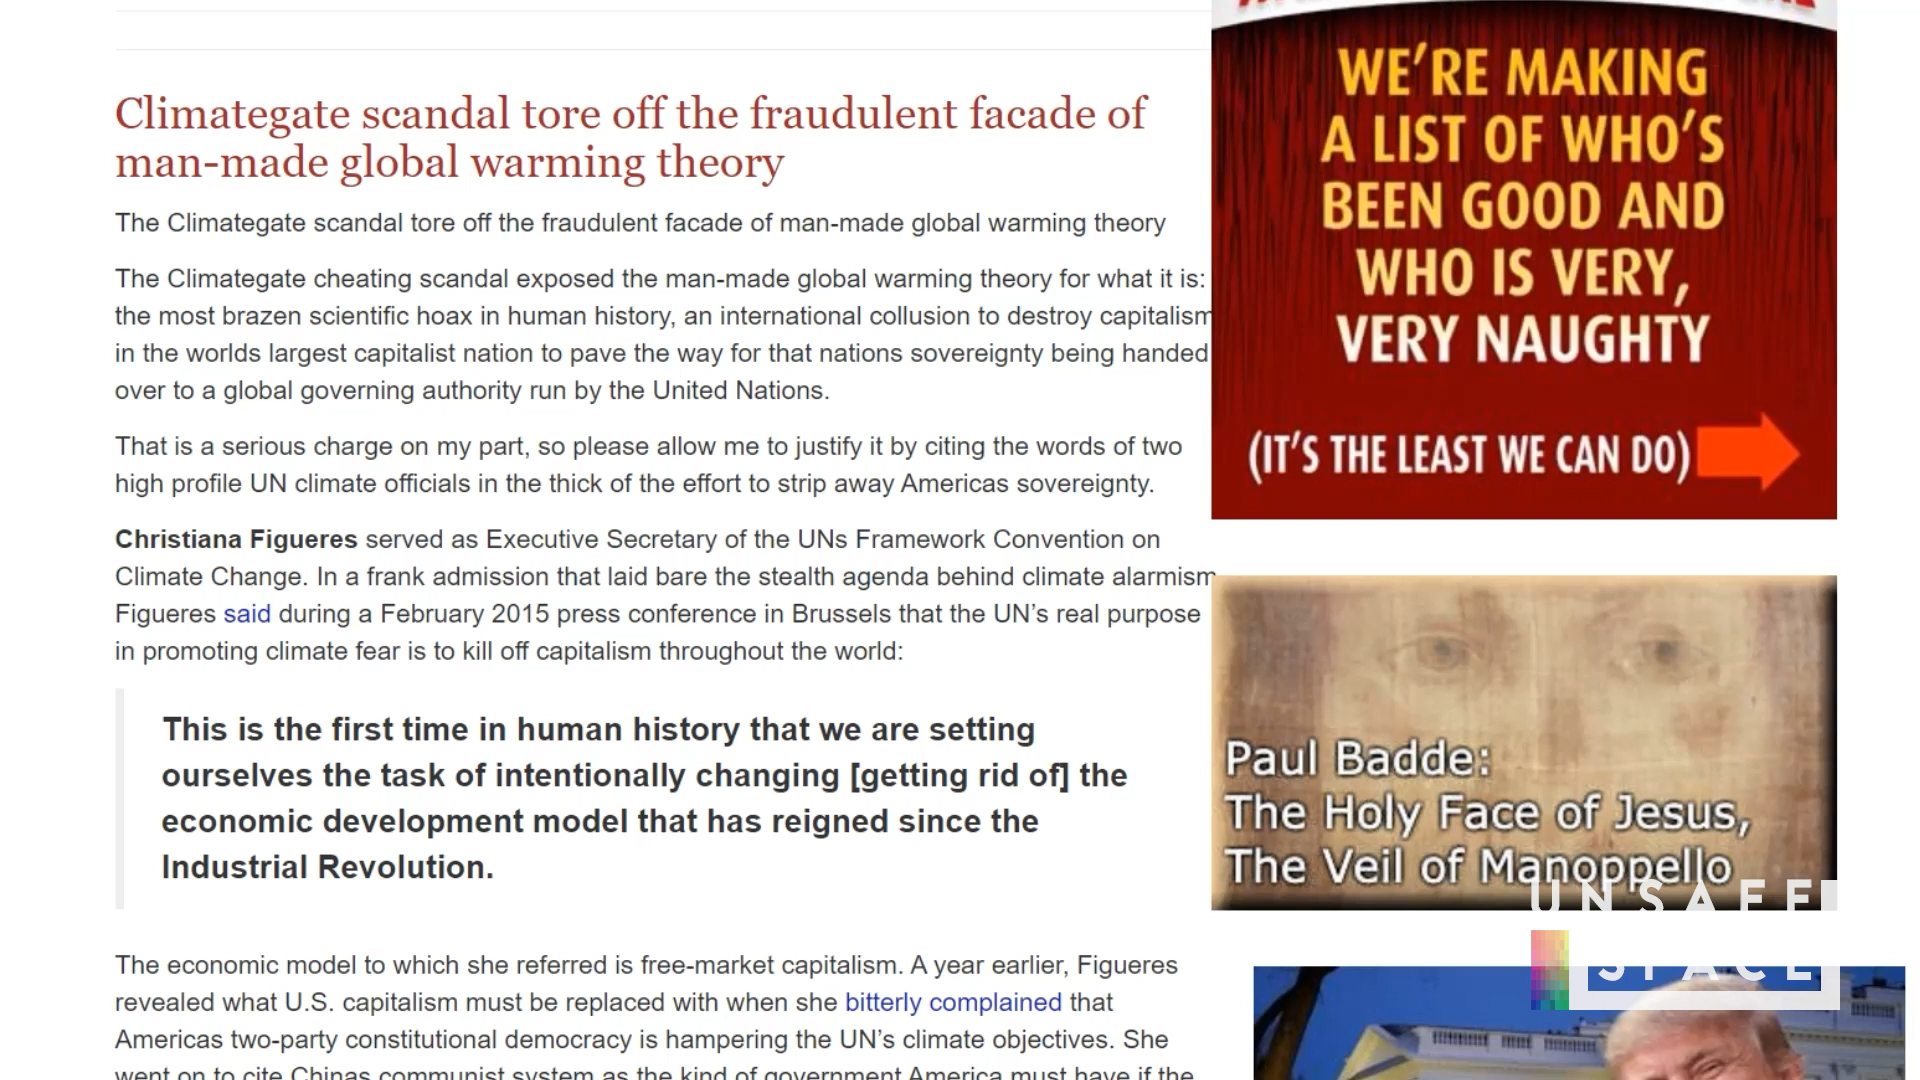 Climategate scandal tore off the fraudulent facade of
man-made global warming theory
The Climategate scandal tore off the fraudulent facade of man-made global warming theory
The Climategate cheating scandal exposed the man-made global warming theory for what it is:
the most brazen scientific hoax in human history, an international collusion to destroy capitalism
in the worlds largest capitalist nation to pave the way for that nations sovereignty being handed
over to a global governing authority run by the United Nations.
That is a serious charge on my part, so please allow me to justify it by citing the words of two
high profile UN climate officials in the thick of the effort to strip away Americas sovereignty.
Christiana Figueres served as Executive Secretary of the UNs Framework Convention on
Climate Change. In a frank admission that laid bare the stealth agenda behind climate alarmism
Figueres said during a February 2015 press conference in Brussels that the UN’s real purpose
in promoting climate fear is to kill off capitalism throughout the world:
This is the first time in human history that we are setting
ourselves the task of intentionally changing [getting rid of] the
economic development model that has reigned since the
Industrial Revolution.
The economic model to which she referred is free-market capitalism. A year earlier, Figueres
revealed what U.S. capitalism must be replaced with when she bitterly complained that
Americas two-party constitutional democracy is hampering the UN’s climate objectives. She
went on to cite Chinas communist system as the kind of government America must have if the
WE’RE MAKING
A LIST OF WHO’S
BEEN GOOD AND
WHO IS VERY,
VERY NAUGHTY
(IT’S THE LEAST WE CAN DO)
Paul Badde:
The Holy Face of Jesus,
The Veil of Manoppello
UNSAFE
SPACE